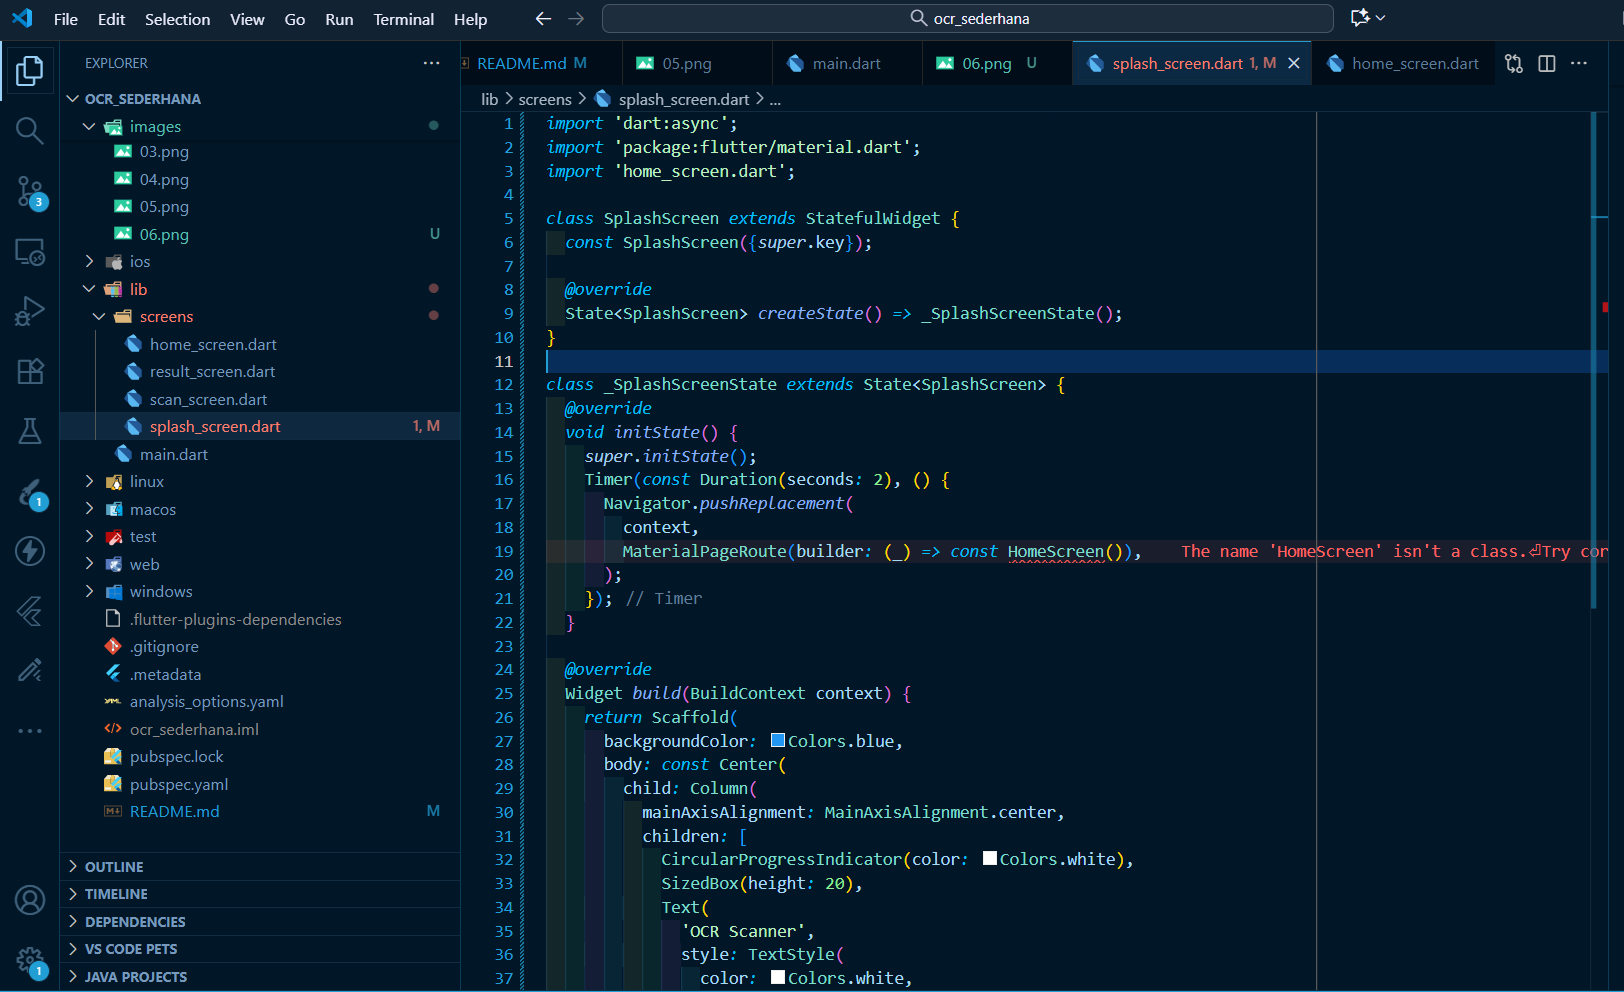 File Edit Selection View Go Run Terminal Help
ocr_sederhana
EXPLORER
OCR_SEDERHANA
images
03.png
04.png
05.png
06.png U
ios
lib
screens
home_screen.dart
result_screen.dart
scan_screen.dart
splash_screen.dart 1, M
main.dart
linux
macos
test
web
windows
.flutter-plugins-dependencies
.gitignore
.metadata
analysis_options.yaml
ocr_sederhana.iml
pubspec.lock
pubspec.yaml
README.md M
OUTLINE
TIMELINE
DEPENDENCIES
VS CODE PETS
JAVA PROJECTS
3
1
1
README.md M 05.png main.dart 06.png U splash_screen.dart 1, M home_screen.dart
lib > screens > splash_screen.dart > ...
1 import 'dart:async';
2 import 'package:flutter/material.dart';
3 import 'home_screen.dart';
4
5 class SplashScreen extends StatefulWidget {
6 const SplashScreen({super.key});
7
8 @override
9 State<SplashScreen> createState() => _SplashScreenState();
10 }
11
12 class _SplashScreenState extends State<SplashScreen> {
13 @override
14 void initState() {
15 super.initState();
16 Timer(const Duration(seconds: 2), () {
17 Navigator.pushReplacement(
18 context,
19 MaterialPageRoute(builder: (_) => const HomeScreen()), The name 'HomeScreen' isn't a class.⏎Try cor
20 );
21 }); // Timer
22 }
23
24 @override
25 Widget build(BuildContext context) {
26 return Scaffold(
27 backgroundColor: Colors.blue,
28 body: const Center(
29 child: Column(
30 mainAxisAlignment: MainAxisAlignment.center,
31 children: [
32 CircularProgressIndicator(color: Colors.white),
33 SizedBox(height: 20),
34 Text(
35 'OCR Scanner',
36 style: TextStyle(
37 color: Colors.white,